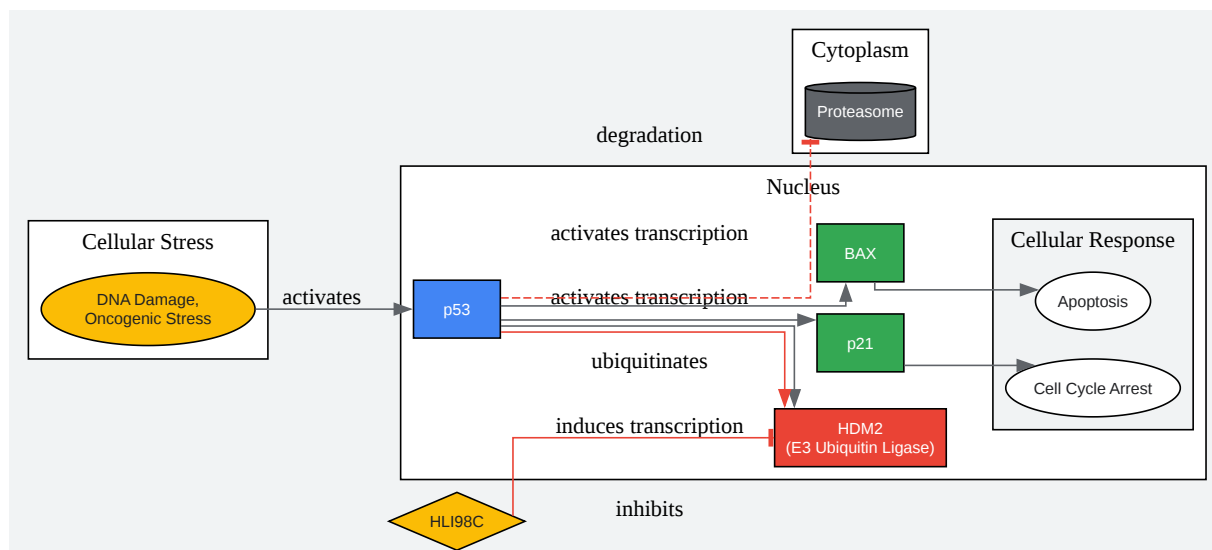 Cytoplasm
Proteasome
degradation
Nucleus
Cellular Stress
DNA Damage,
Oncogenic Stress
activates
p53
activates transcription
activates transcription
BAX
p21
Cellular Response
Apoptosis
Cell Cycle Arrest
ubiquitinates
induces transcription
HDM2
(E3 Ubiquitin Ligase)
HLI98C
inhibits